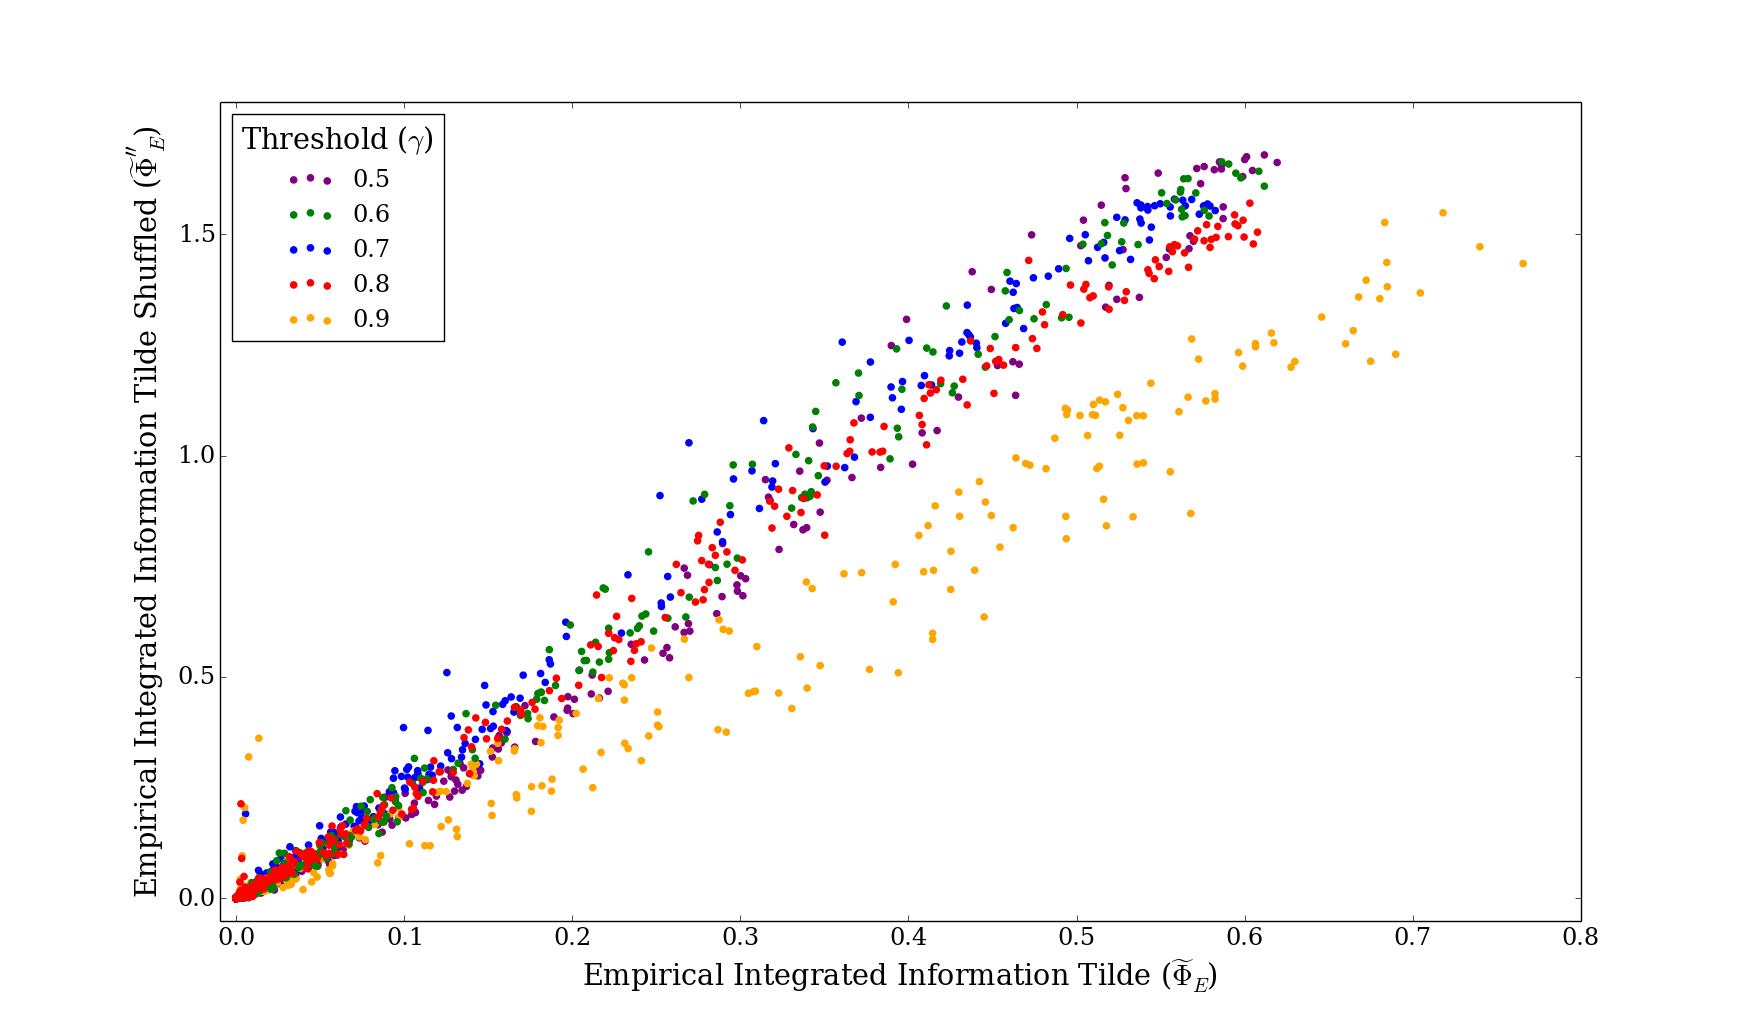 Threshold (γ)
0.5
0.6
0.7
0.8
0.9
Empirical Integrated Information Tilde Shuffled (Φ̃″_E)
1.5
1.0
0.5
0.0
0.0 0.1 0.2 0.3 0.4 0.5 0.6 0.7 0.8
Empirical Integrated Information Tilde (Φ̃_E)